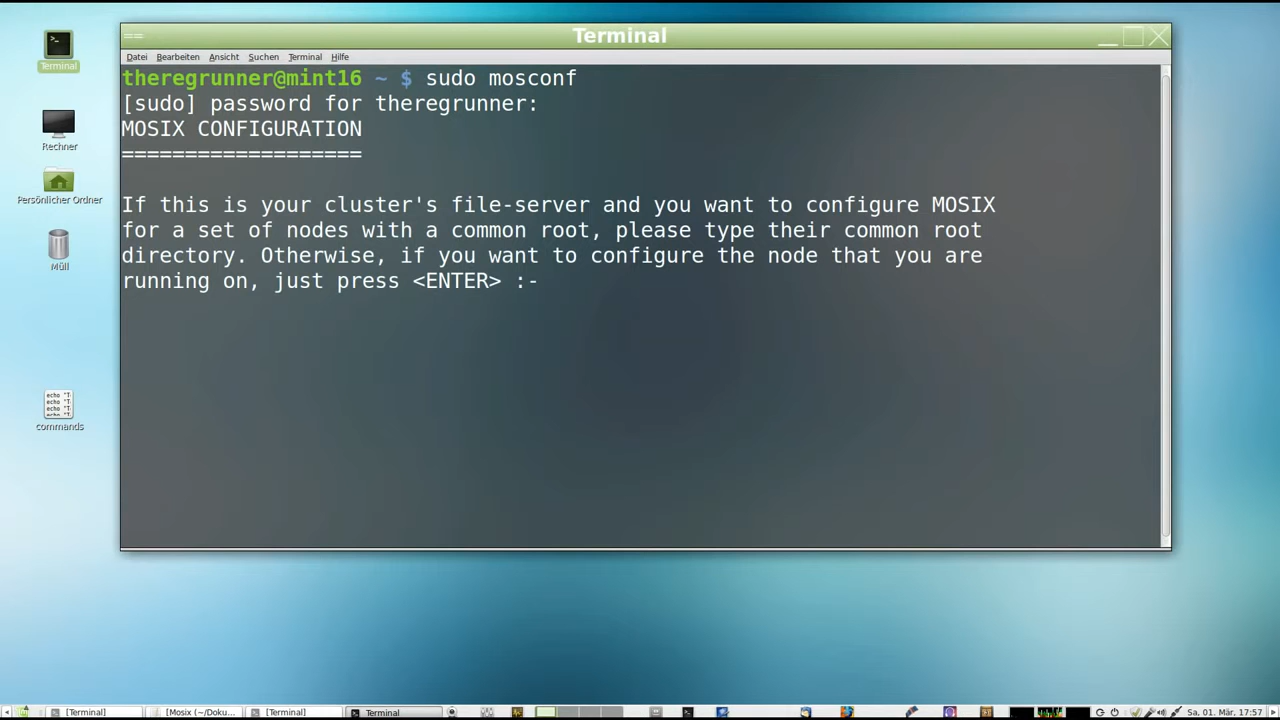 Terminal
Datei Bearbeiten Ansicht Suchen Terminal Hilfe
theregrunner@mint16 ~ $ sudo mosconf
[sudo] password for theregrunner:
MOSIX CONFIGURATION
===================
If this is your cluster's file-server and you want to configure MOSIX
for a set of nodes with a common root, please type their common root
directory. Otherwise, if you want to configure the node that you are
running on, just press <ENTER> :-
Terminal
Rechner
Persönlicher Ordner
Müll
commands
[Terminal] [Mosix (~/Doku... [Terminal] Terminal Sa, 01. Mär, 17:57